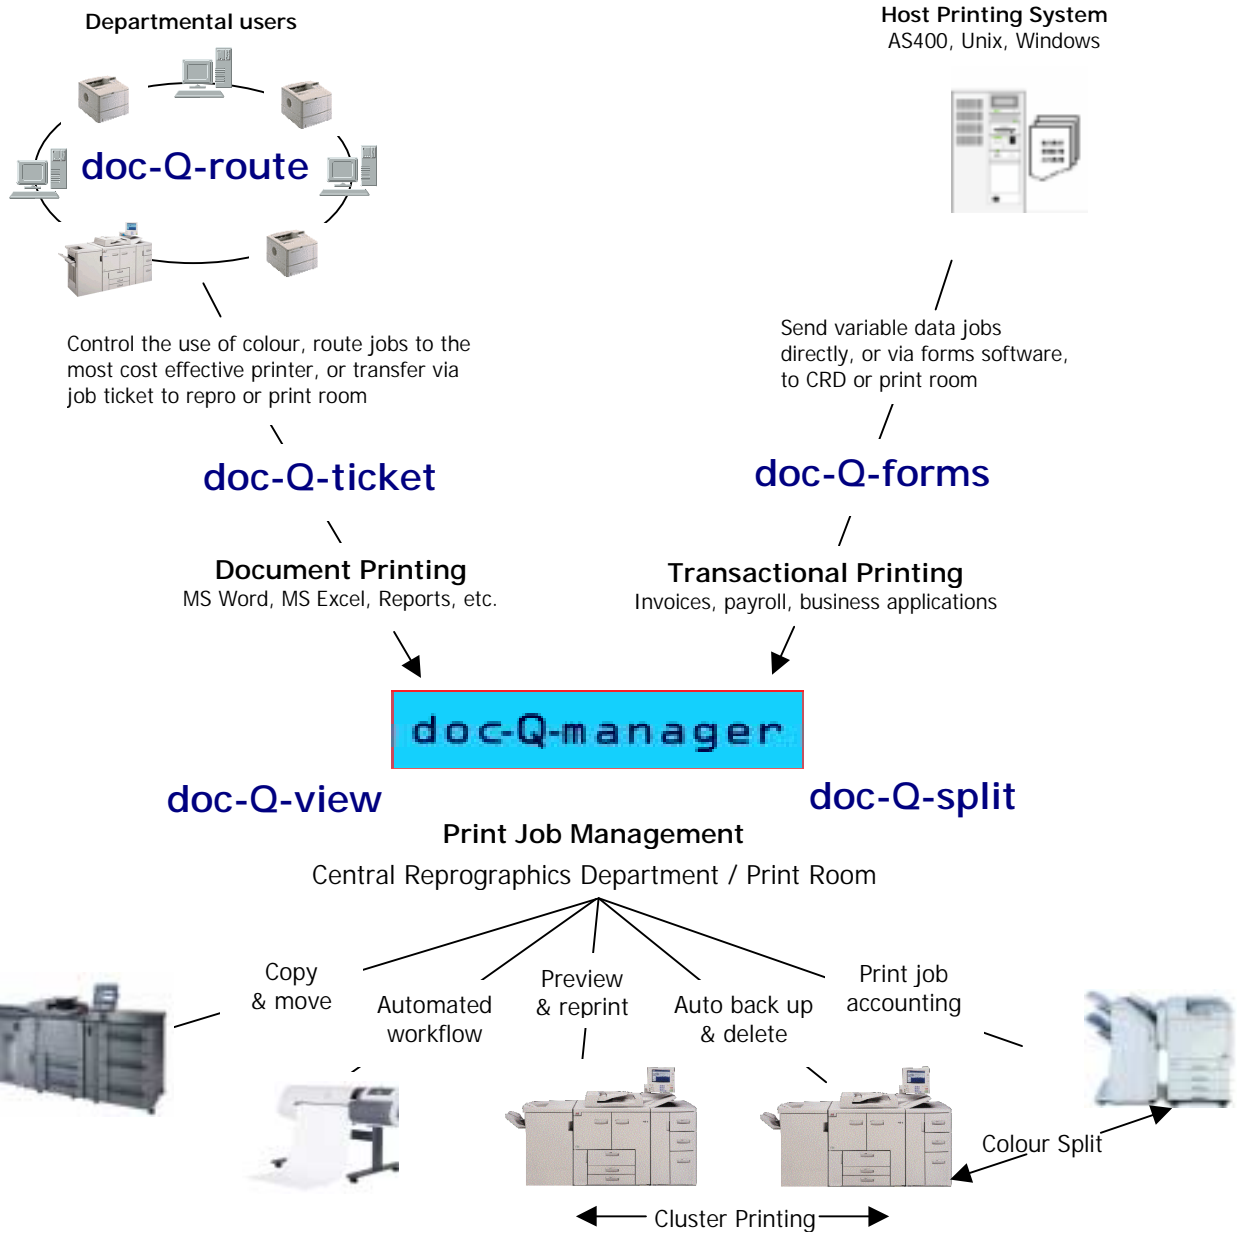 Departmental users
Host Printing System
AS400, Unix, Windows
doc-Q-route
Control the use of colour, route jobs to the
most cost effective printer, or transfer via
job ticket to repro or print room
Send variable data jobs
directly, or via forms software,
to CRD or print room
doc-Q-ticket
doc-Q-forms
Document Printing
MS Word, MS Excel, Reports, etc.
Transactional Printing
Invoices, payroll, business applications
doc-Q-manager
doc-Q-view
doc-Q-split
Print Job Management
Central Reprographics Department / Print Room
Copy
& move
Automated
workflow
Preview
& reprint
Auto back up
& delete
Print job
accounting
Colour Split
Cluster Printing